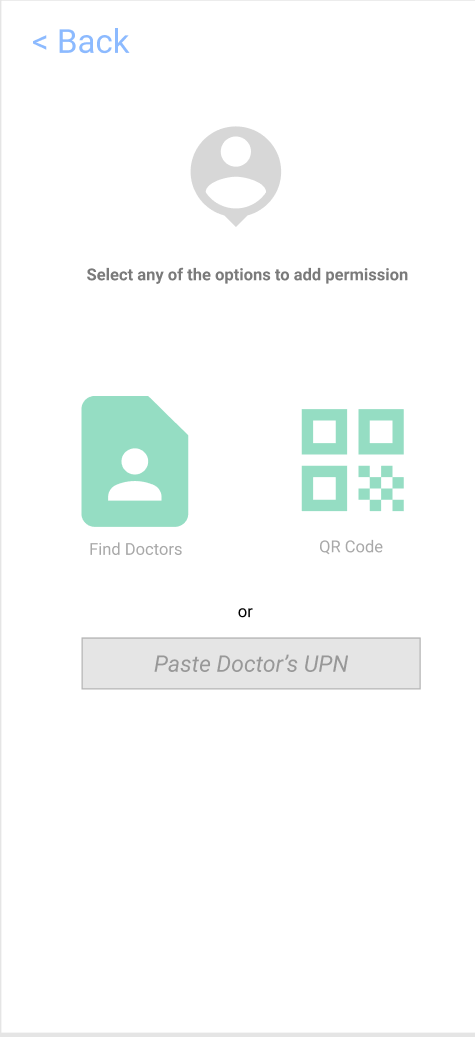 < Back
Select any of the options to add permission
Find Doctors
QR Code
or
Paste Doctor’s UPN